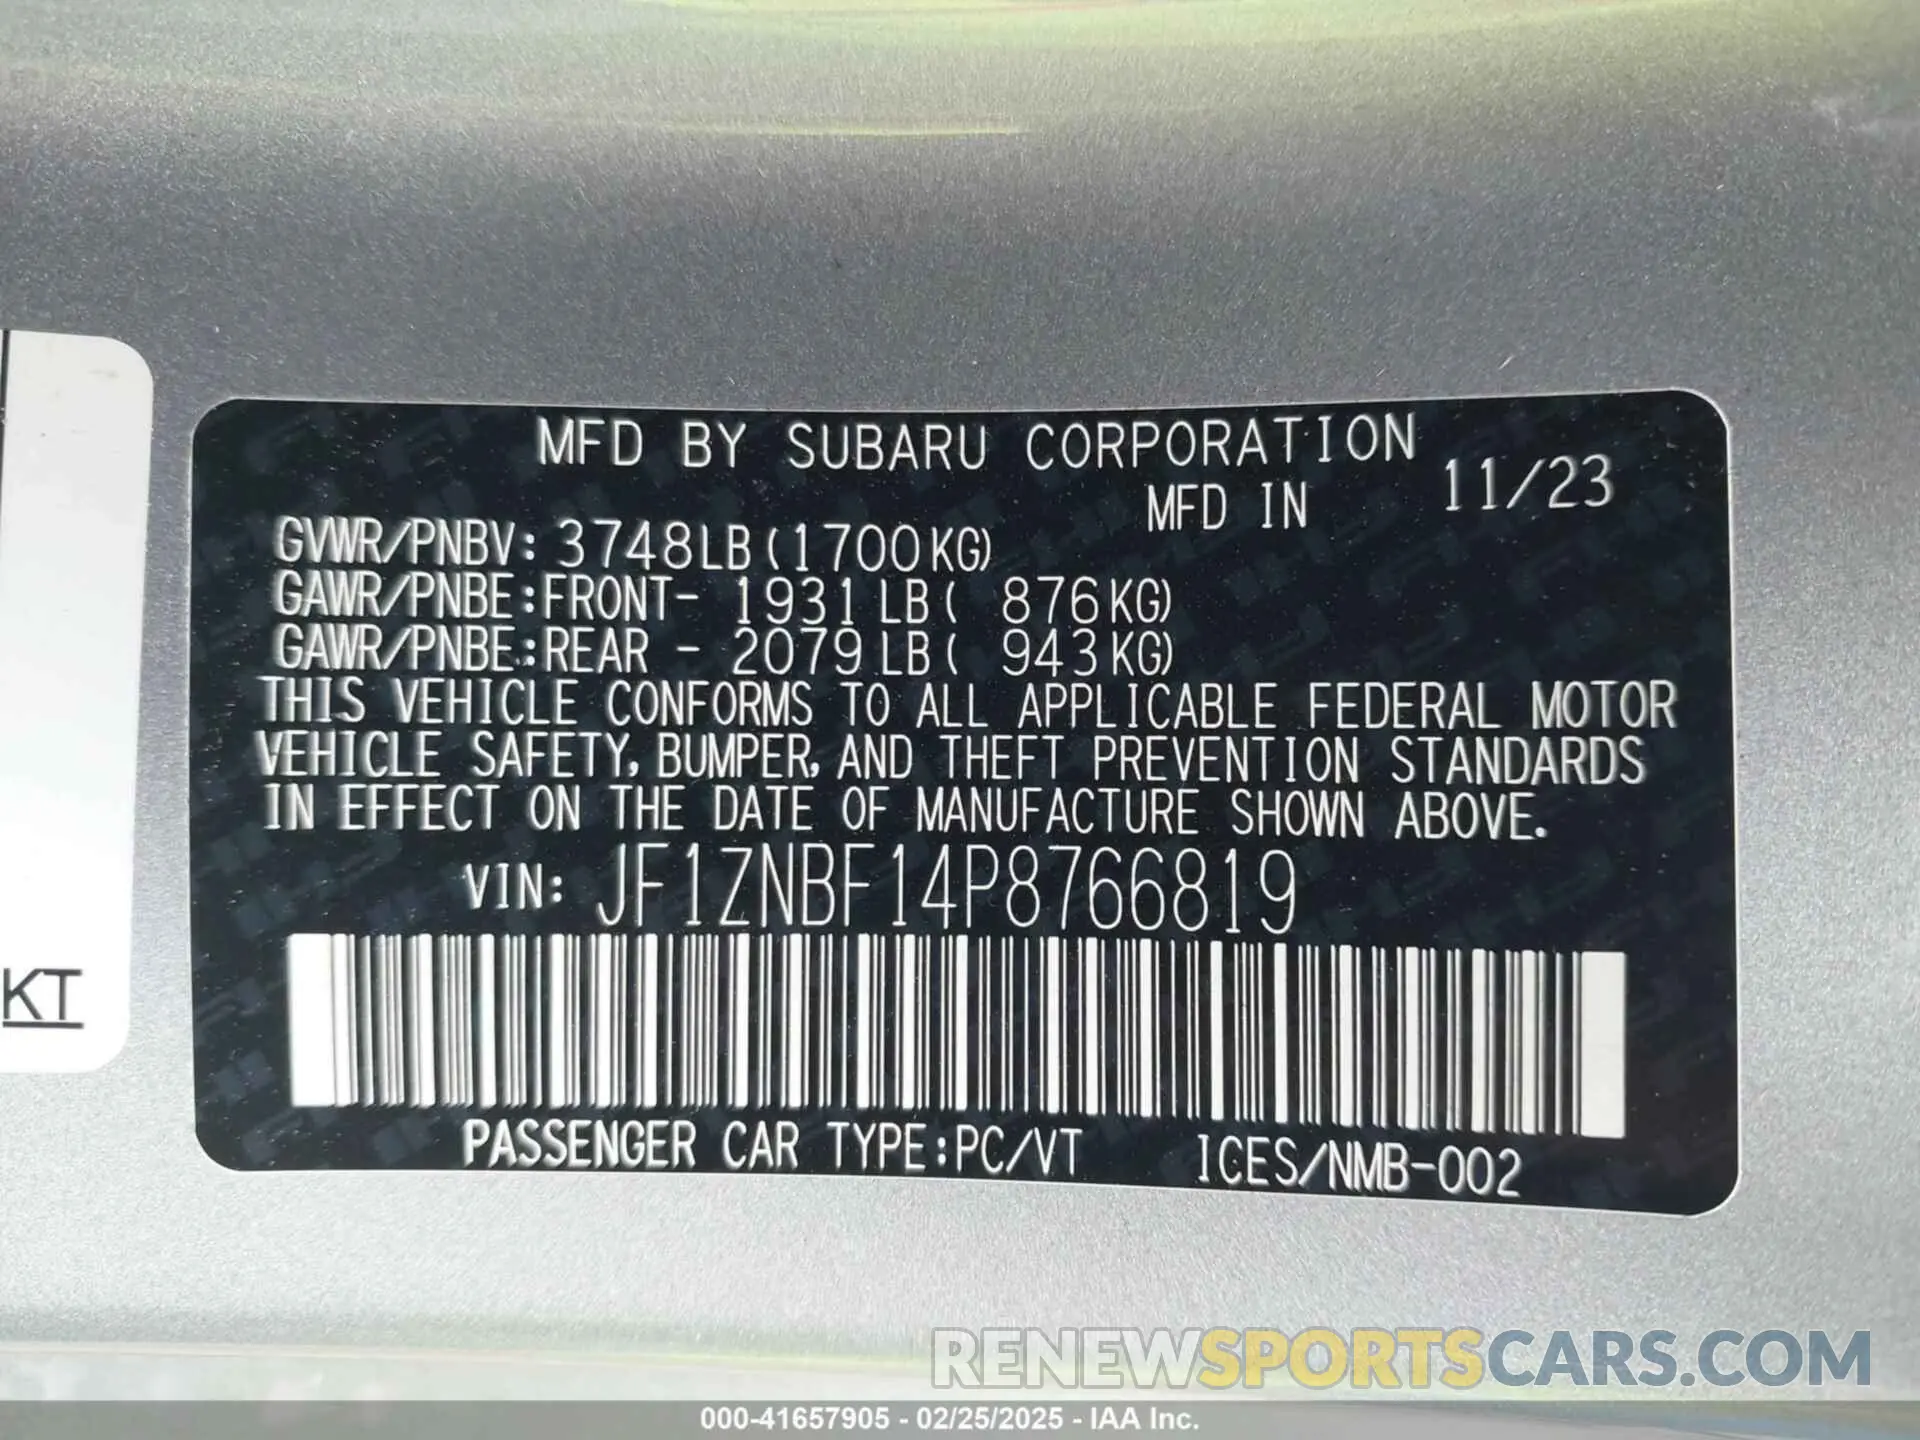 MFD BY SUBARU CORPORATION
MFD IN 11/23
GVWR/PNBV: 3748LB (1700KG)
GAWR/PNBE:FRONT- 1931 LB ( 876KG)
GAWR/PNBE:REAR - 2079 LB ( 943KG)
THIS VEHICLE CONFORMS TO ALL APPLICABLE FEDERAL MOTOR
VEHICLE SAFETY, BUMPER, AND THEFT PREVENTION STANDARDS
IN EFFECT ON THE DATE OF MANUFACTURE SHOWN ABOVE.
VIN: JF1ZNBF14P8766819
KT
PASSENGER CAR TYPE:PC/VT ICES/NMB-002
RENEWSPORTSCARS.COM
000-41657905 - 02/25/2025 - IAA Inc.